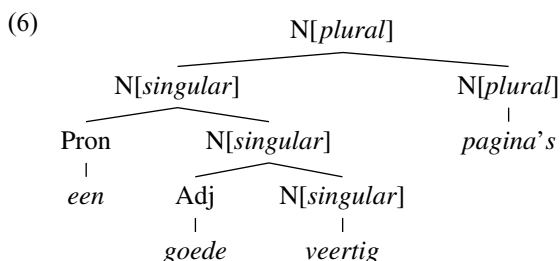 (6)
N[plural]
N[singular] N[plural]
Pron N[singular] pagina's
een Adj N[singular]
goede veertig